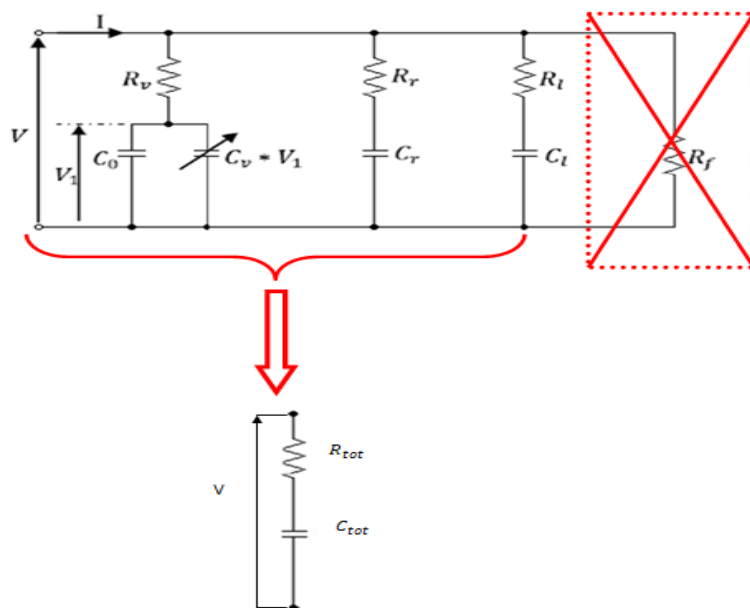 I
R_v
R_r
R_l
V
V_1
C_0
C_v * V_1
C_r
C_l
R_f
R_tot
V
C_tot